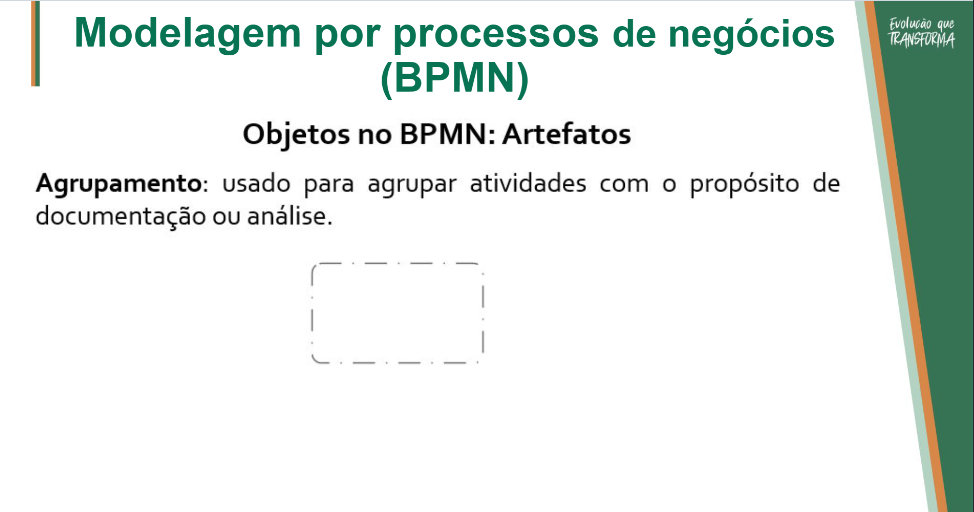 Modelagem por processos de negócios
(BPMN)
Evolução que
TRANSFORMA
Objetos no BPMN: Artefatos
Agrupamento: usado para agrupar atividades com o propósito de
documentação ou análise.